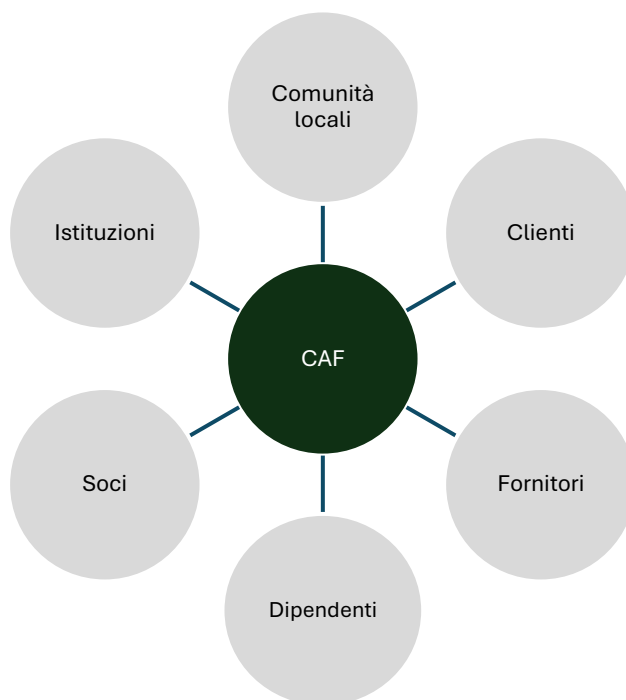 Comunità
locali
Istituzioni
Clienti
CAF
Soci
Fornitori
Dipendenti